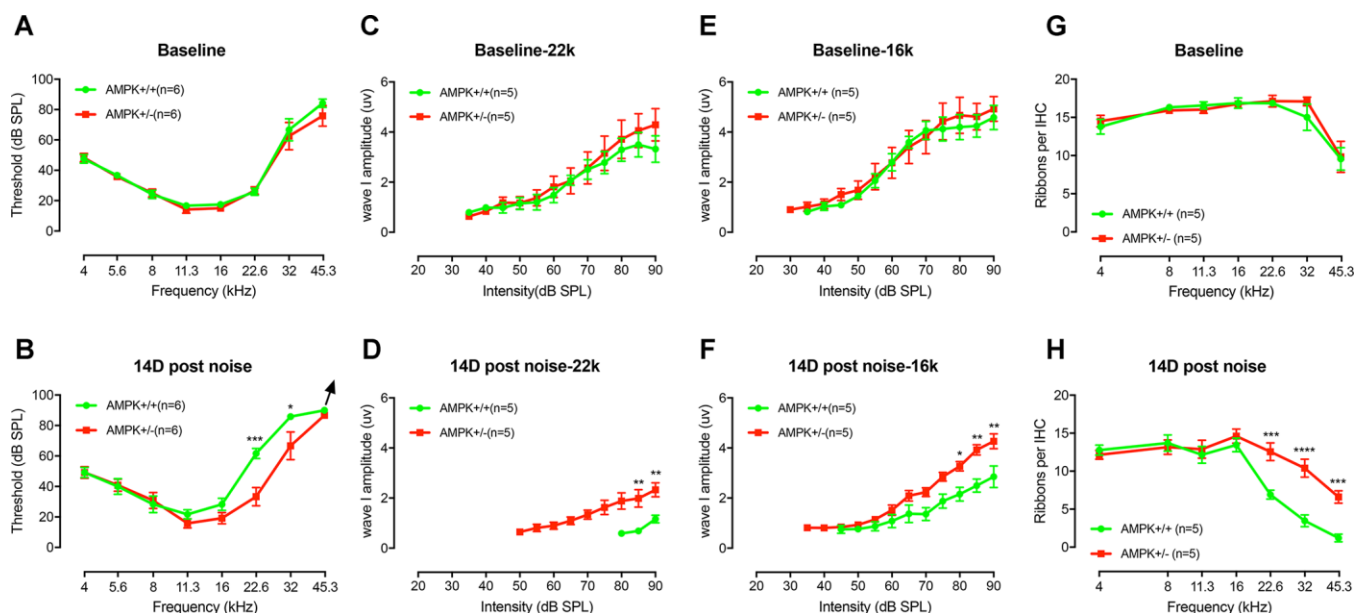 A
Baseline
Threshold (dB SPL)
100
80
60
40
20
0
AMPK+/+(n=6)
AMPK+/-(n=6)
4 5.6 8 11.3 16 22.6 32 45.3
Frequency (kHz)
C
Baseline-22k
wave I amplitude (uv)
6
4
2
0
AMPK+/+(n=5)
AMPK+/-(n=5)
20 30 40 50 60 70 80 90
Intensity(dB SPL)
E
Baseline-16k
wave I amplitude (uv)
6
4
2
0
AMPK+/+ (n=5)
AMPK+/- (n=5)
20 30 40 50 60 70 80 90
Intensity (dB SPL)
G
Baseline
Ribbons per IHC
20
15
10
5
0
AMPK+/+ (n=5)
AMPK+/- (n=5)
4 8 11.3 16 22.6 32 45.3
Frequency (kHz)
B
14D post noise
Threshold (dB SPL)
100
80
60
40
20
0
AMPK+/+(n=6)
AMPK+/-(n=6)
*** *
4 5.6 8 11.3 16 22.6 32 45.3
Frequency (kHz)
D
14D post noise-22k
wave I amplitude (uv)
6
4
2
0
AMPK+/+(n=5)
AMPK+/-(n=5)
** **
20 30 40 50 60 70 80 90
Intensity (dB SPL)
F
14D post noise-16k
wave I amplitude (uv)
6
4
2
0
AMPK+/+(n=5)
AMPK+/-(n=5)
* ** **
20 30 40 50 60 70 80 90
Intensity (dB SPL)
H
14D post noise
Ribbons per IHC
20
15
10
5
0
*** **** ***
AMPK+/+ (n=5)
AMPK+/- (n=5)
4 8 11.3 16 22.6 32 45.3
Frequency (kHz)